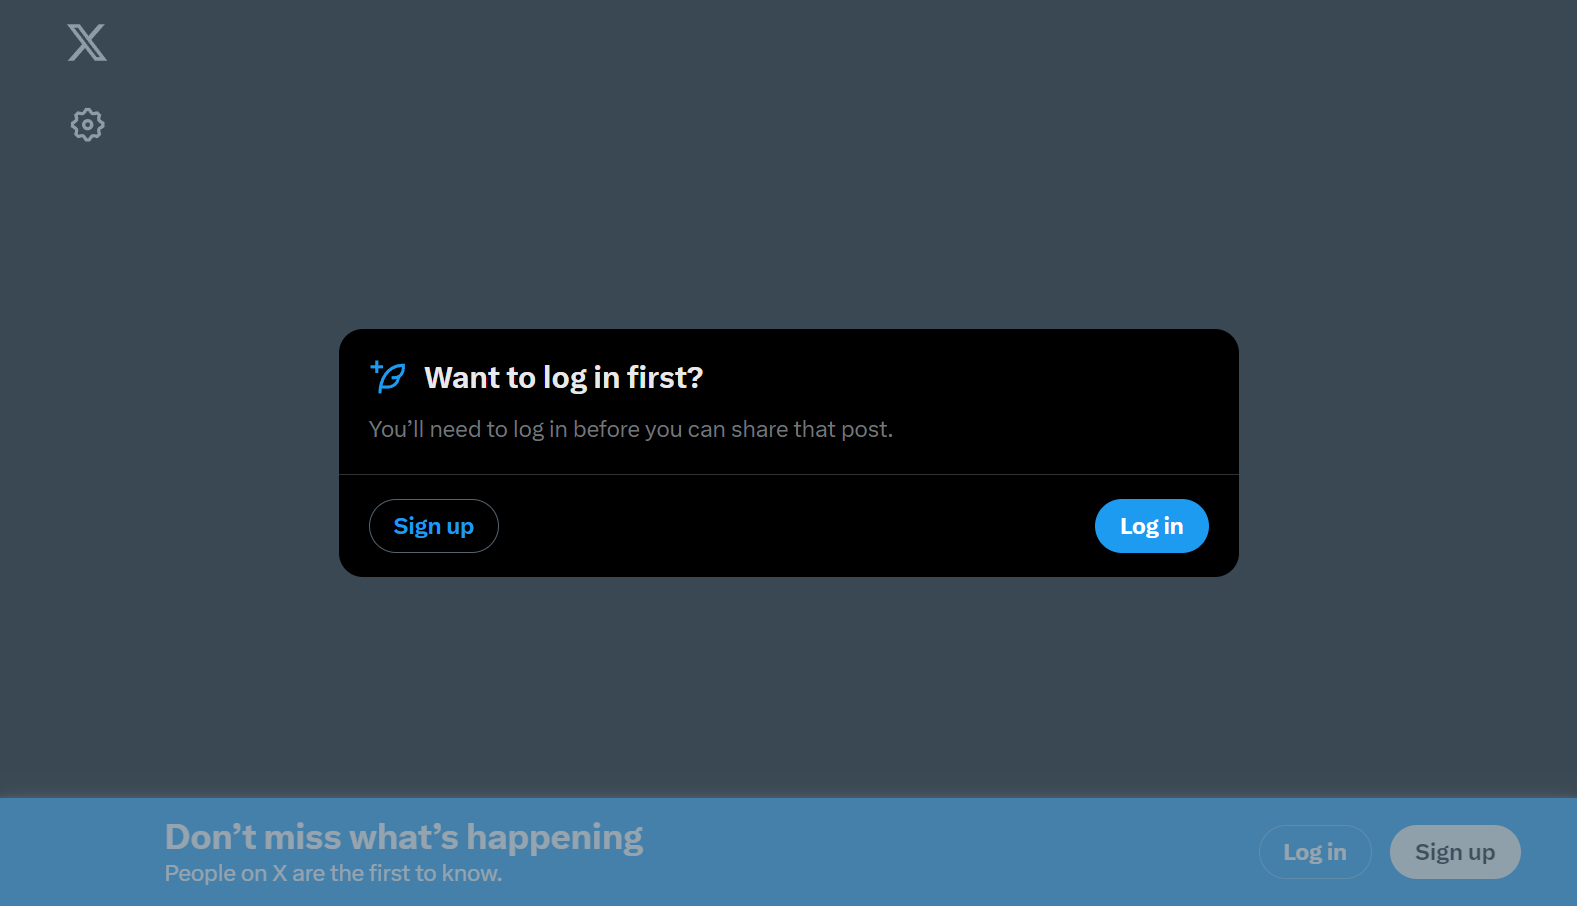 Want to log in first?
You’ll need to log in before you can share that post.
Sign up
Log in
Don’t miss what’s happening
People on X are the first to know.
Log in
Sign up